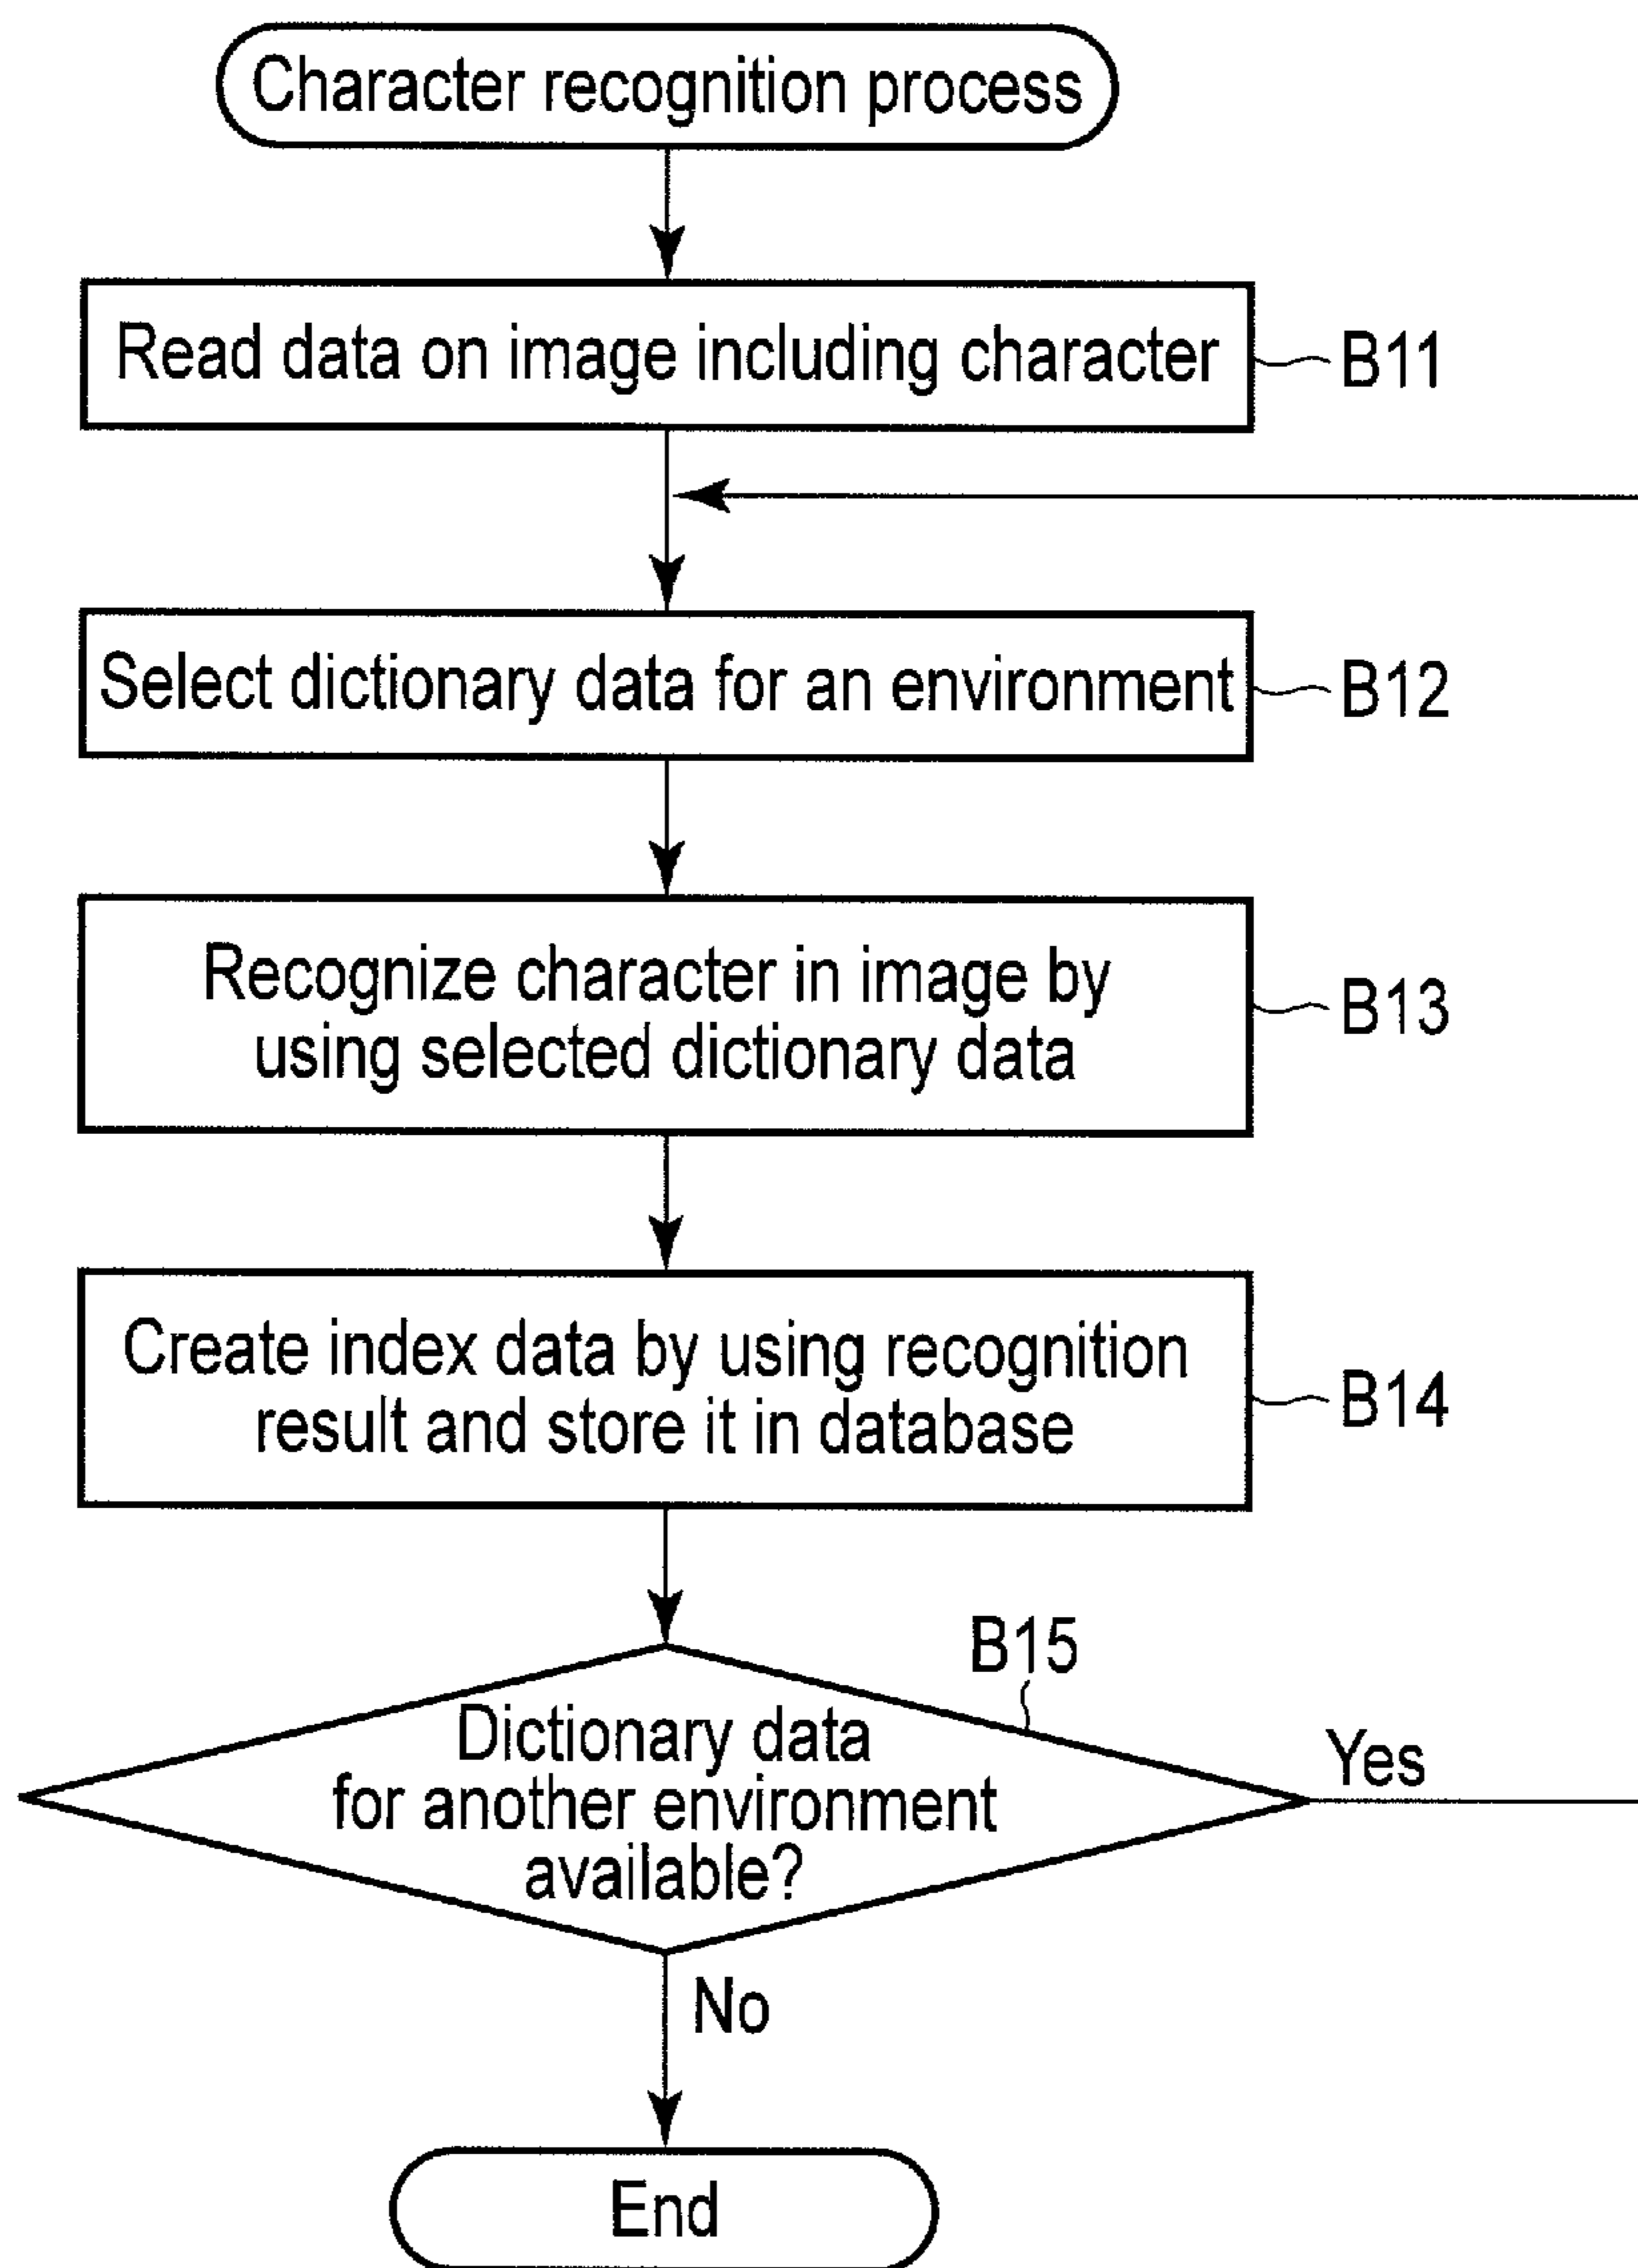 Character recognition process
Read data on image including character
B11
Select dictionary data for an environment
B12
Recognize character in image by
using selected dictionary data
B13
Create index data by using recognition
result and store it in database
B14
B15
Dictionary data
for another environment
available?
Yes
No
End